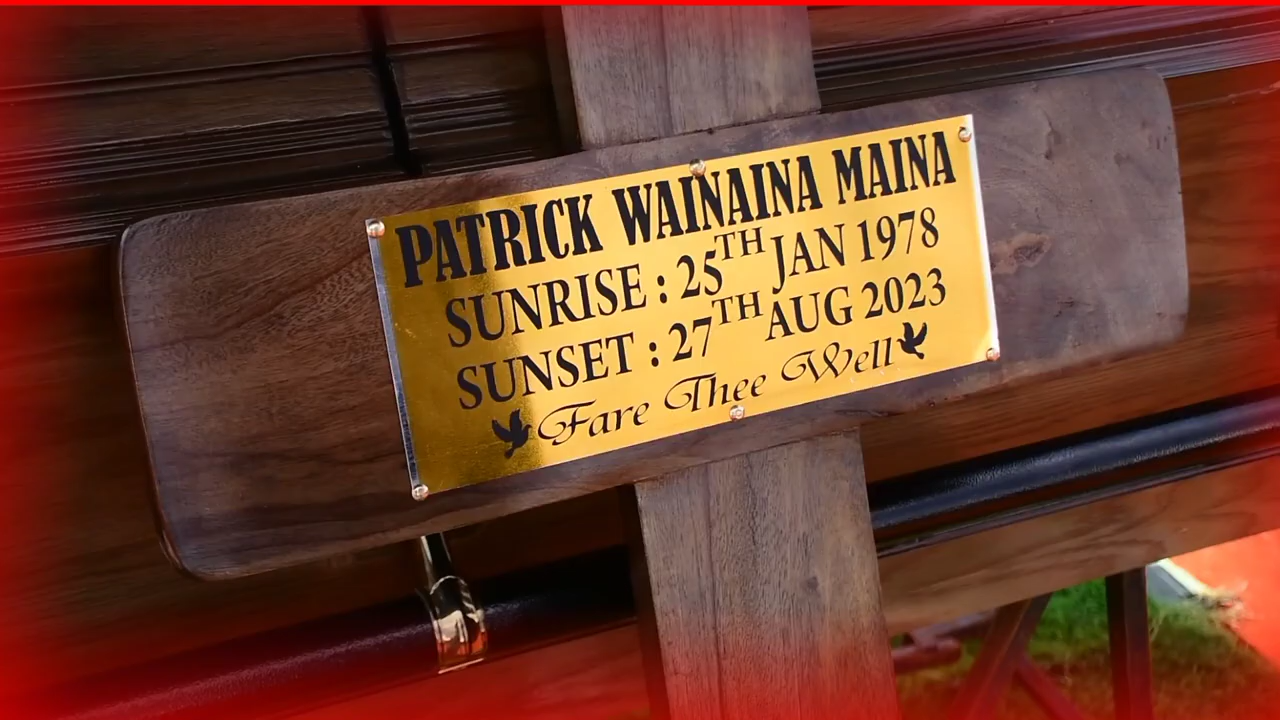 PATRICK WAINAINA MAINA
SUNRISE : 25TH JAN 1978
SUNSET : 27TH AUG 2023
Fare Thee Well